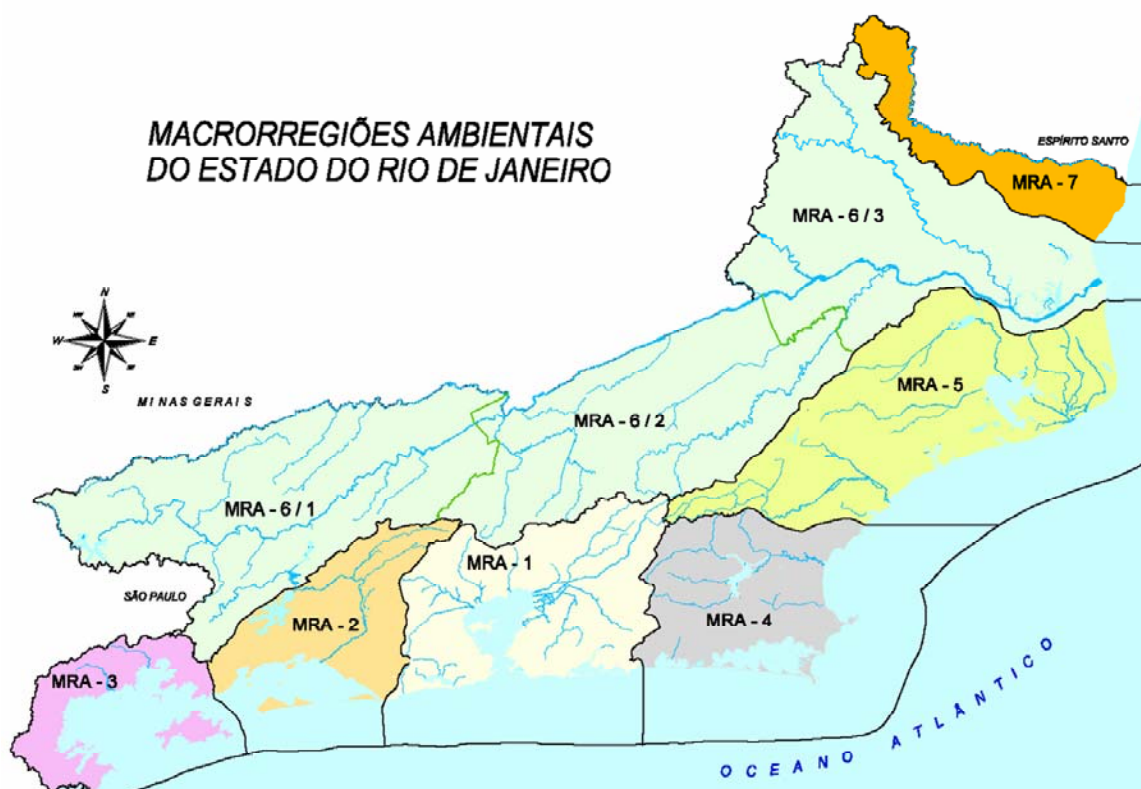 MACRORREGIÕES AMBIENTAIS
DO ESTADO DO RIO DE JANEIRO
ESPÍRITO SANTO
MRA - 7
MRA - 6 / 3
N
W
E
S
MINAS GERAIS
MRA - 5
MRA - 6 / 2
MRA - 6 / 1
MRA - 1
SÃO PAULO
MRA - 2
MRA - 4
MRA - 3
OCEANO ATLÂNTICO